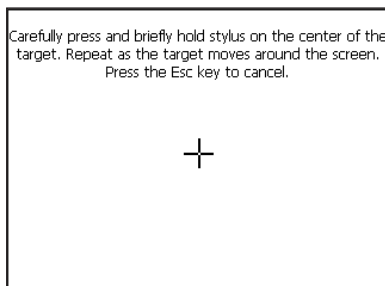 Carefully press and briefly hold stylus on the center of the
target. Repeat as the target moves around the screen.
Press the Esc key to cancel.